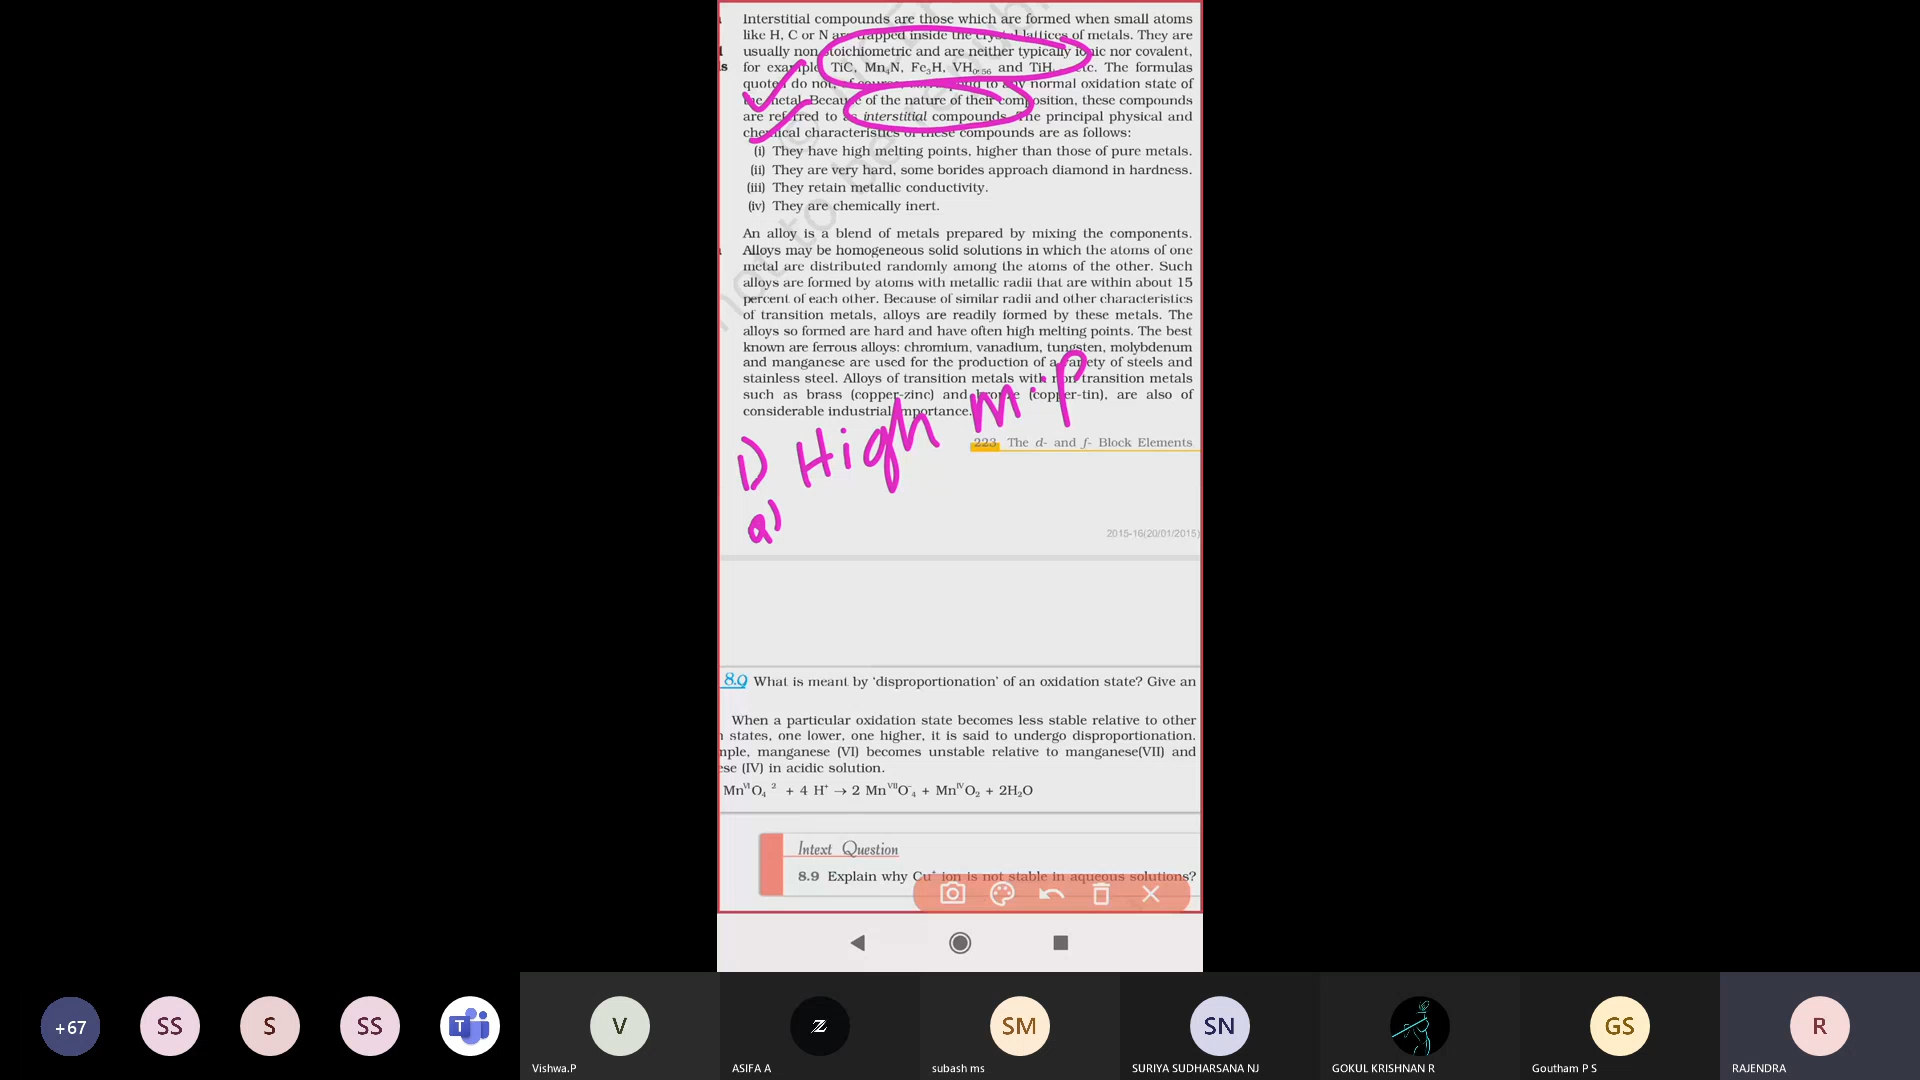 Interstitial compounds are those which are formed when small atoms
like H, C or N are trapped inside the crystal lattices of metals. They are
usually non stoichiometric and are neither typically ionic nor covalent,
for example, TiC, Mn₄N, Fe₃H, VH₀.₅₆ and TiH etc. The formulas
quoted do not, of course, correspond to any normal oxidation state of
the metal. Because of the nature of their composition, these compounds
are referred to as interstitial compounds. The principal physical and
chemical characteristics of these compounds are as follows:
(i) They have high melting points, higher than those of pure metals.
(ii) They are very hard, some borides approach diamond in hardness.
(iii) They retain metallic conductivity.
(iv) They are chemically inert.
An alloy is a blend of metals prepared by mixing the components.
Alloys may be homogeneous solid solutions in which the atoms of one
metal are distributed randomly among the atoms of the other. Such
alloys are formed by atoms with metallic radii that are within about 15
percent of each other. Because of similar radii and other characteristics
of transition metals, alloys are readily formed by these metals. The
alloys so formed are hard and have often high melting points. The best
known are ferrous alloys: chromium, vanadium, tungsten, molybdenum
and manganese are used for the production of a variety of steels and
stainless steel. Alloys of transition metals with non transition metals
such as brass (copper-zinc) and bronze (copper-tin), are also of
considerable industrial importance.
1) High m.p
223 The d- and f- Block Elements
2015-16(20/01/2015)
What is meant by ‘disproportionation’ of an oxidation state? Give an
When a particular oxidation state becomes less stable relative to other
states, one lower, one higher, it is said to undergo disproportionation.
manganese (VI) becomes unstable relative to manganese(VII) and
(IV) in acidic solution.
Mn^VI O₄ ² + 4 H⁺ → 2 Mn^VII O⁻₄ + Mn^IV O₂ + 2H₂O
Intext Question
8.9 Explain why Cu⁺ ion is not stable in aqueous solutions?
+67 SS S SS T V z SM SN GS R
Vishwa.P ASIFA A subash ms SURIYA SUDHARSANA NJ GOKUL KRISHNAN R Goutham P S RAJENDRA